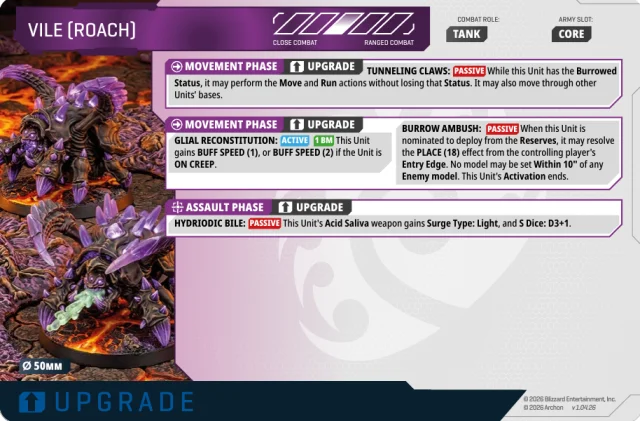 VILE [ROACH]
CLOSE COMBAT
RANGED COMBAT
COMBAT ROLE:
TANK
ARMY SLOT:
CORE
MOVEMENT PHASE UPGRADE TUNNELING CLAWS: PASSIVE While this Unit has the Burrowed
Status, it may perform the Move and Run actions without losing that Status. It may also move through other
Units' bases.
MOVEMENT PHASE UPGRADE
GLIAL RECONSTITUTION: ACTIVE 1 BM This Unit
gains BUFF SPEED (1), or BUFF SPEED (2) if the Unit is
ON CREEP.
BURROW AMBUSH: PASSIVE When this Unit is
nominated to deploy from the Reserves, it may resolve
the PLACE (18) effect from the controlling player's
Entry Edge. No model may be set Within 10" of any
Enemy model. This Unit's Activation ends.
ASSAULT PHASE UPGRADE
HYDRIODIC BILE: PASSIVE This Unit's Acid Saliva weapon gains Surge Type: Light, and S Dice: D3+1.
Ø 50MM
UPGRADE
© 2026 Blizzard Entertainment, Inc.
© 2026 Archon v 1.04.26